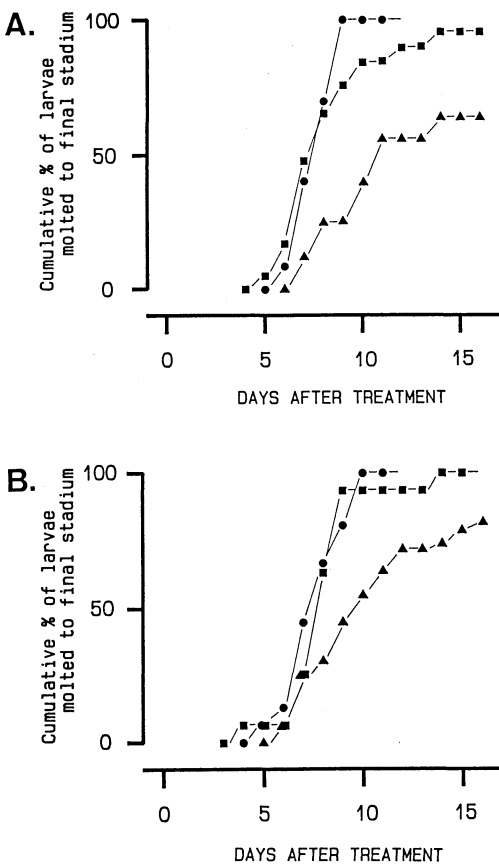 A.
Cumulative % of larvae
molted to final stadium
100
50
0
0 5 10 15
DAYS AFTER TREATMENT
B.
Cumulative % of larvae
molted to final stadium
100
50
0
0 5 10 15
DAYS AFTER TREATMENT